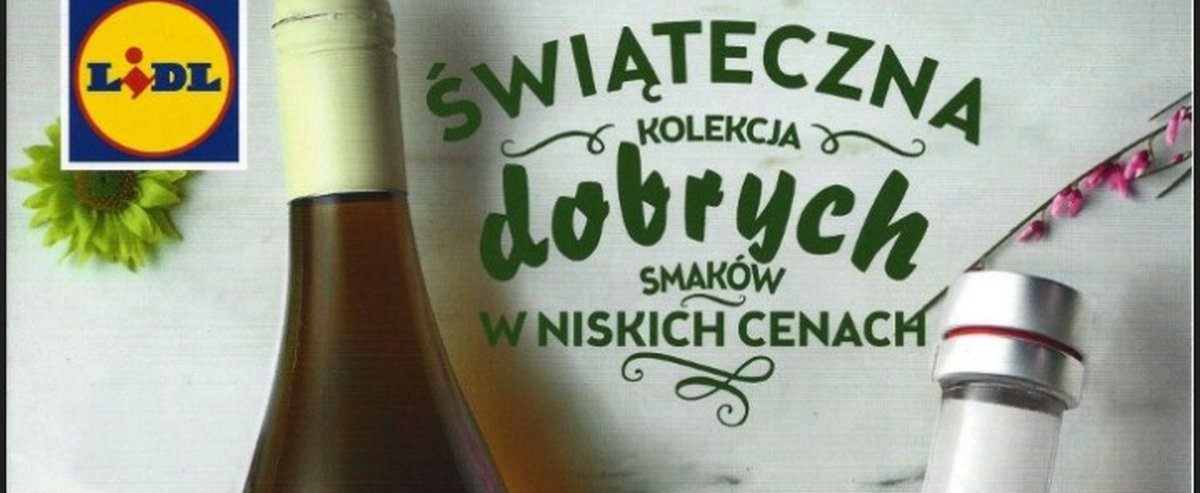 LIDL
ŚWIĄTECZNA
KOLEKCJA
dobrych
SMAKÓW
W NISKICH CENACH